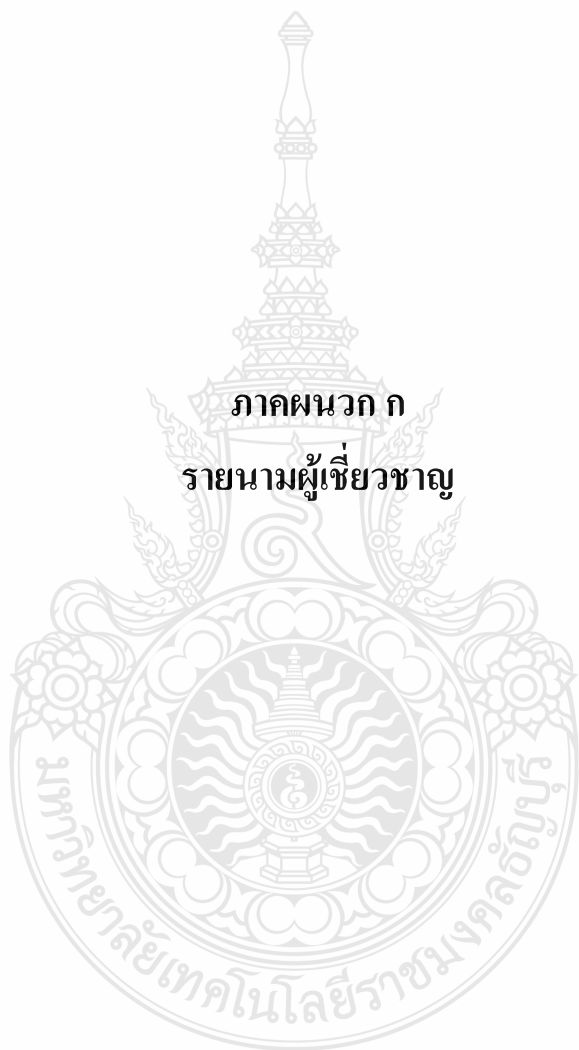 ภาคผนวก ก
รายนามผู้เชี่ยวชาญ
มหาวิทยาลัยเทคโนโลยีราชมงคลธัญบุรี